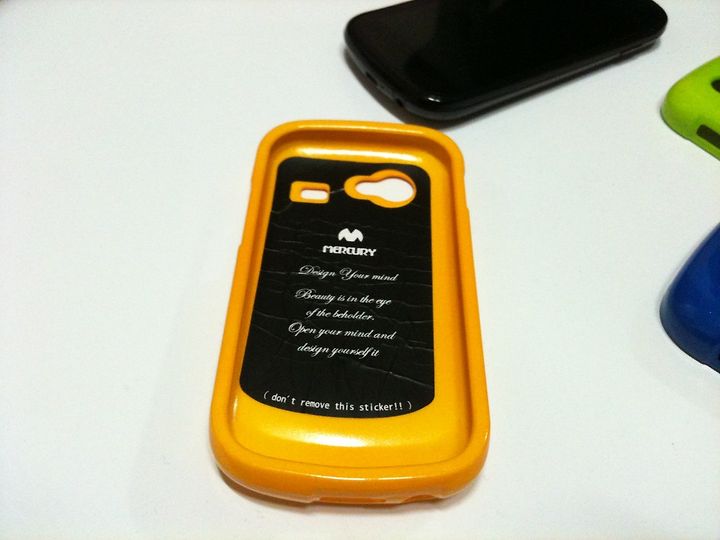 MERCURY
Design Your mind
Beauty is in the eye
of the beholder.
Open your mind and
design yourself it
( don't remove this sticker!! )